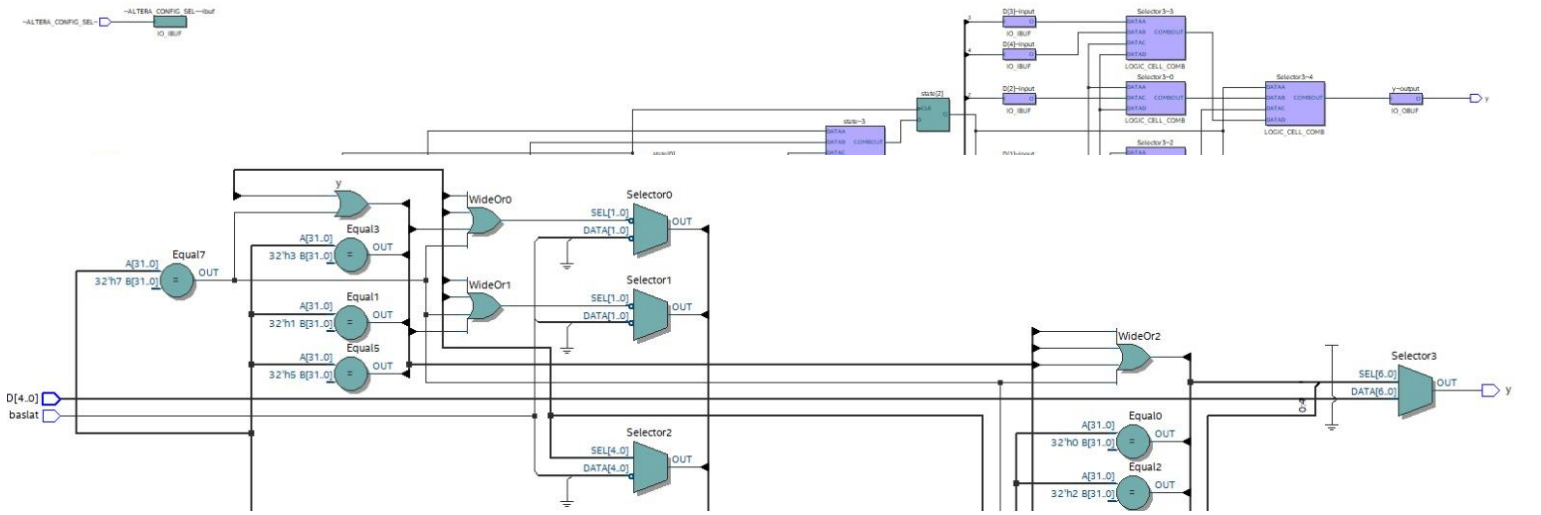 ~ALTERA_CONFIG_SEL~
~ALTERA_CONFIG_SEL~~ibuf
IO_IBUF
D[3]~input
IO_IBUF
D[4]~input
IO_IBUF
D[2]~input
IO_IBUF
Selector3~3
DATAA
DATAB
DATAC
DATAD
COMBOUT
LOGIC_CELL_COMB
Selector3~0
DATAA
DATAC
DATAD
COMBOUT
LOGIC_CELL_COMB
Selector3~2
Selector3~4
DATAA
DATAB
DATAC
DATAD
COMBOUT
LOGIC_CELL_COMB
y~output
IO_OBUF
y
state[2]
CLK
D
Q
state~3
DATAA
DATAB
DATAC
COMBOUT
y
Equal7
A[31..0]
32'h7 B[31..0]
=
OUT
Equal3
A[31..0]
32'h3 B[31..0]
=
OUT
Equal1
A[31..0]
32'h1 B[31..0]
=
OUT
Equal5
A[31..0]
32'h5 B[31..0]
=
OUT
D[4..0]
baslat
WideOr0
WideOr1
Selector0
SEL[1..0]
DATA[1..0]
OUT
Selector1
SEL[1..0]
DATA[1..0]
OUT
Selector2
SEL[4..0]
DATA[4..0]
OUT
WideOr2
Equal0
A[31..0]
32'h0 B[31..0]
=
OUT
Equal2
A[31..0]
32'h2 B[31..0]
=
OUT
Selector3
SEL[6..0]
DATA[6..0]
OUT
y